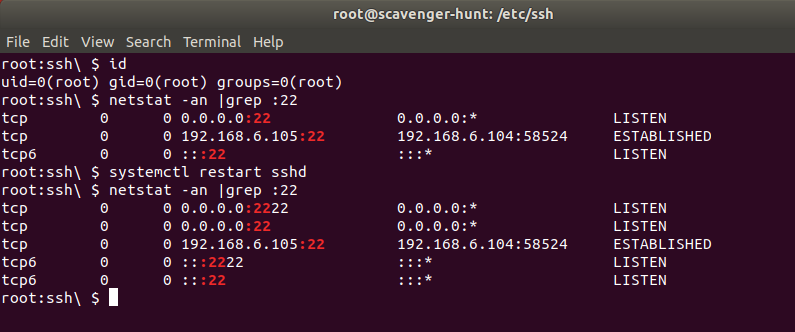 root@scavenger-hunt: /etc/ssh
File Edit View Search Terminal Help
root:ssh\ $ id
uid=0(root) gid=0(root) groups=0(root)
root:ssh\ $ netstat -an |grep :22
tcp        0      0 0.0.0.0:22              0.0.0.0:*               LISTEN
tcp        0      0 192.168.6.105:22        192.168.6.104:58524     ESTABLISHED
tcp6       0      0 :::22                   :::*                    LISTEN
root:ssh\ $ systemctl restart sshd
root:ssh\ $ netstat -an |grep :22
tcp        0      0 0.0.0.0:2222            0.0.0.0:*               LISTEN
tcp        0      0 0.0.0.0:22              0.0.0.0:*               LISTEN
tcp        0      0 192.168.6.105:22        192.168.6.104:58524     ESTABLISHED
tcp6       0      0 :::2222                 :::*                    LISTEN
tcp6       0      0 :::22                   :::*                    LISTEN
root:ssh\ $